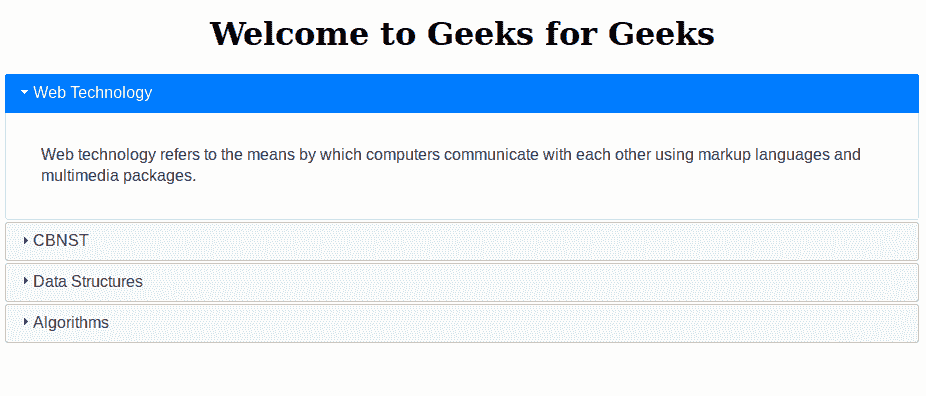 Welcome to Geeks for Geeks
Web Technology
Web technology refers to the means by which computers communicate with each other using markup languages and
multimedia packages.
CBNST
Data Structures
Algorithms